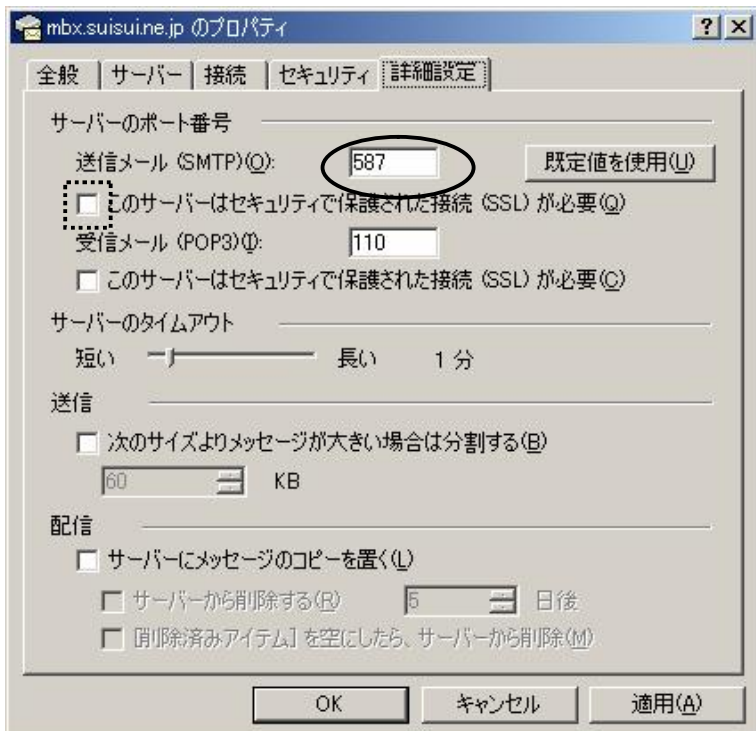 mbx.suisui.ne.jp のプロパティ
全般 サーバー 接続 セキュリティ 詳細設定
サーバーのポート番号
送信メール (SMTP)(O): 587 既定値を使用(U)
このサーバーはセキュリティで保護された接続 (SSL) が必要(Q)
受信メール (POP3)(I): 110
このサーバーはセキュリティで保護された接続 (SSL) が必要(C)
サーバーのタイムアウト
短い 長い 1 分
送信
次のサイズよりメッセージが大きい場合は分割する(B)
60 KB
配信
サーバーにメッセージのコピーを置く(L)
サーバーから削除する(R) 5 日後
[削除済みアイテム] を空にしたら、サーバーから削除(M)
OK キャンセル 適用(A)